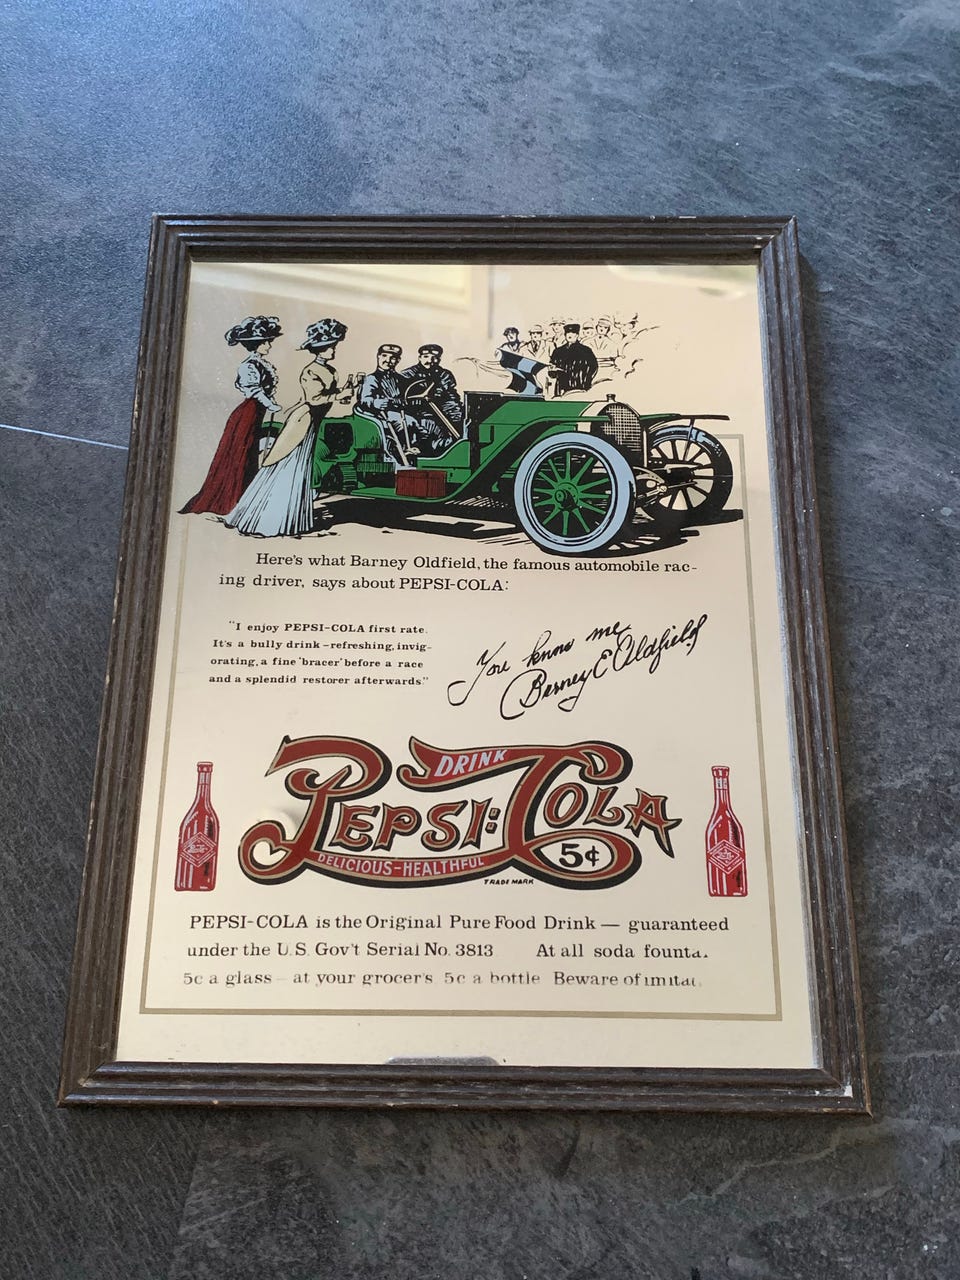 Here's what Barney Oldfield, the famous automobile rac-
ing driver, says about PEPSI-COLA:
"I enjoy PEPSI-COLA first rate.
It's a bully drink-refreshing, invig-
orating, a fine 'bracer' before a race
and a splendid restorer afterwards."
You know me
Barney E Oldfield
DRINK
PEPSI:COLA
5¢
DELICIOUS-HEALTHFUL
TRADE MARK
PEPSI-COLA is the Original Pure Food Drink — guaranteed
under the U.S. Gov't Serial No. 3813 At all soda
5c a glass - at your grocer's 5c a bottle Beware of